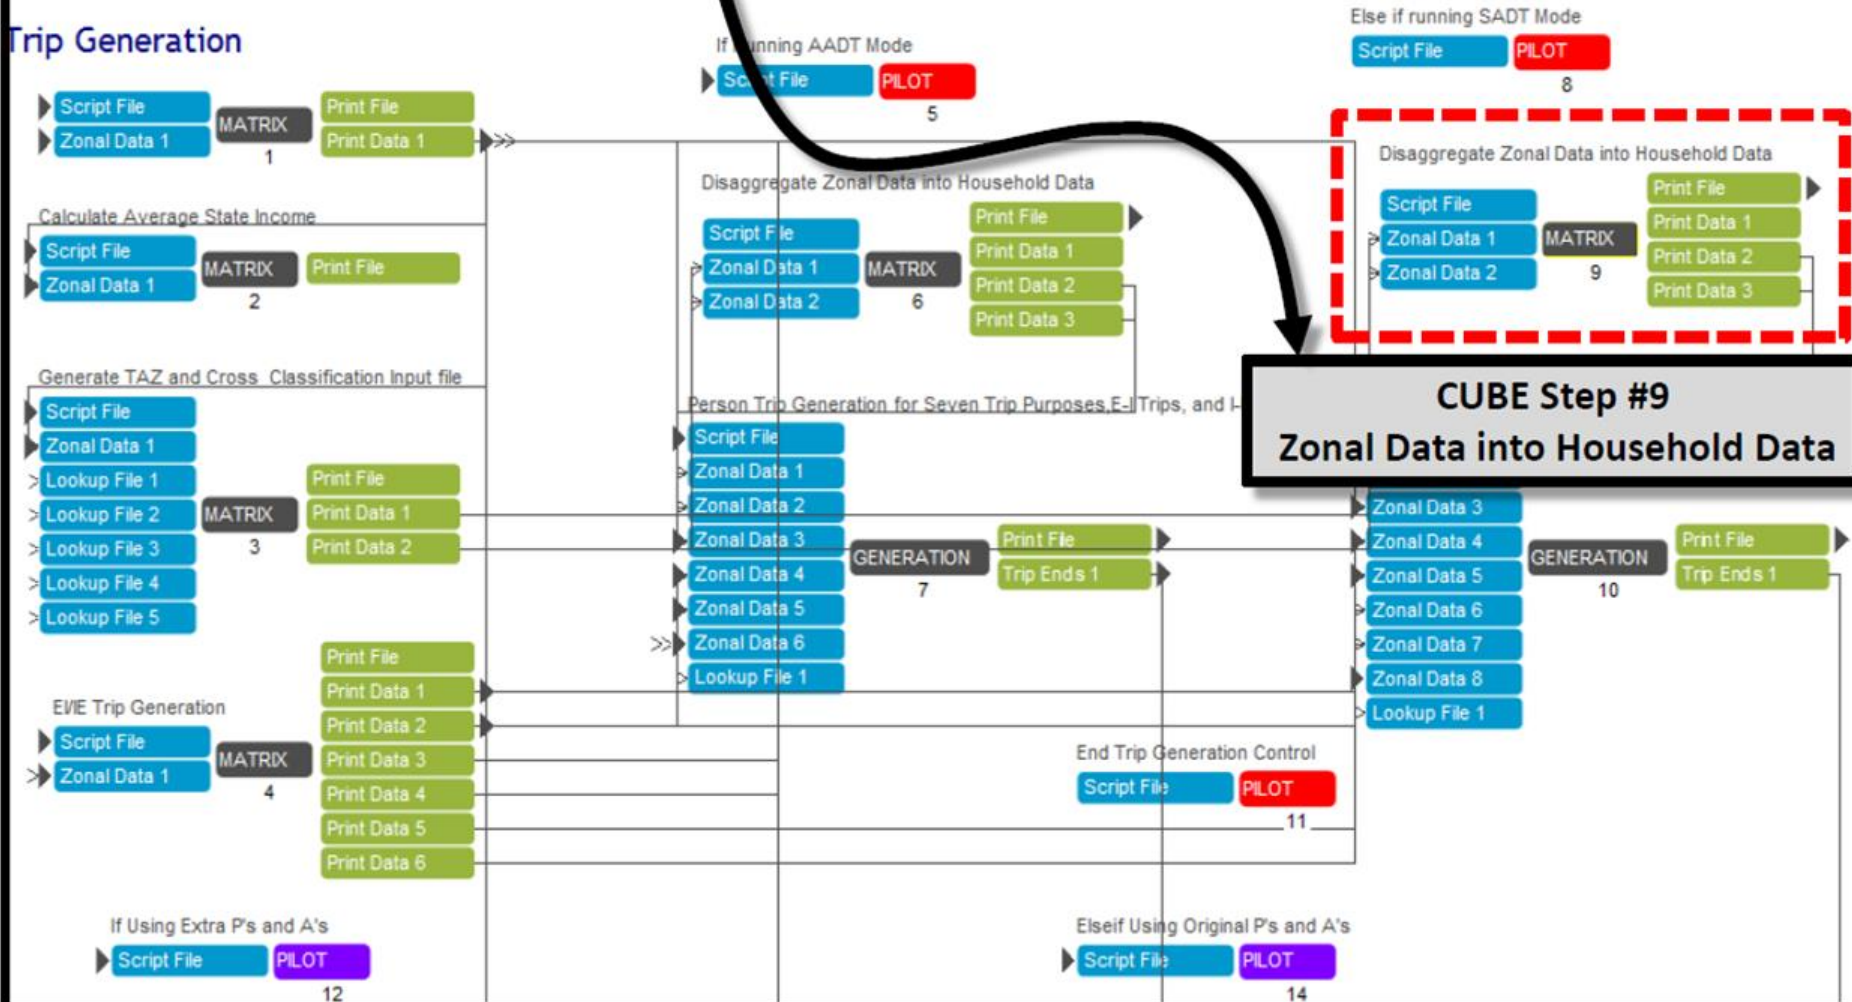 Trip Generation
Script File
Zonal Data 1
MATRIX
1
Print File
Print Data 1
Calculate Average State Income
Script File
Zonal Data 1
MATRIX
2
Print File
Generate TAZ and Cross Classification Input file
Script File
Zonal Data 1
Lookup File 1
Lookup File 2
Lookup File 3
Lookup File 4
Lookup File 5
MATRIX
3
Print File
Print Data 1
Print Data 2
EI/IE Trip Generation
Script File
Zonal Data 1
MATRIX
4
Print File
Print Data 1
Print Data 2
Print Data 3
Print Data 4
Print Data 5
Print Data 6
If Using Extra P's and A's
Script File
PILOT
12
If Running AADT Mode
Script File
PILOT
5
Disaggregate Zonal Data into Household Data
Script File
Zonal Data 1
Zonal Data 2
MATRIX
6
Print File
Print Data 1
Print Data 2
Print Data 3
Person Trip Generation for Seven Trip Purposes,E-I Trips, and I-
Script File
Zonal Data 1
Zonal Data 2
Zonal Data 3
Zonal Data 4
Zonal Data 5
Zonal Data 6
Lookup File 1
GENERATION
7
Print File
Trip Ends 1
End Trip Generation Control
Script File
PILOT
11
Elseif Using Original P's and A's
Script File
PILOT
14
Else if running SADT Mode
Script File
PILOT
8
Disaggregate Zonal Data into Household Data
Script File
Zonal Data 1
Zonal Data 2
MATRIX
9
Print File
Print Data 1
Print Data 2
Print Data 3
CUBE Step #9
Zonal Data into Household Data
Zonal Data 3
Zonal Data 4
Zonal Data 5
Zonal Data 6
Zonal Data 7
Zonal Data 8
Lookup File 1
GENERATION
10
Print File
Trip Ends 1